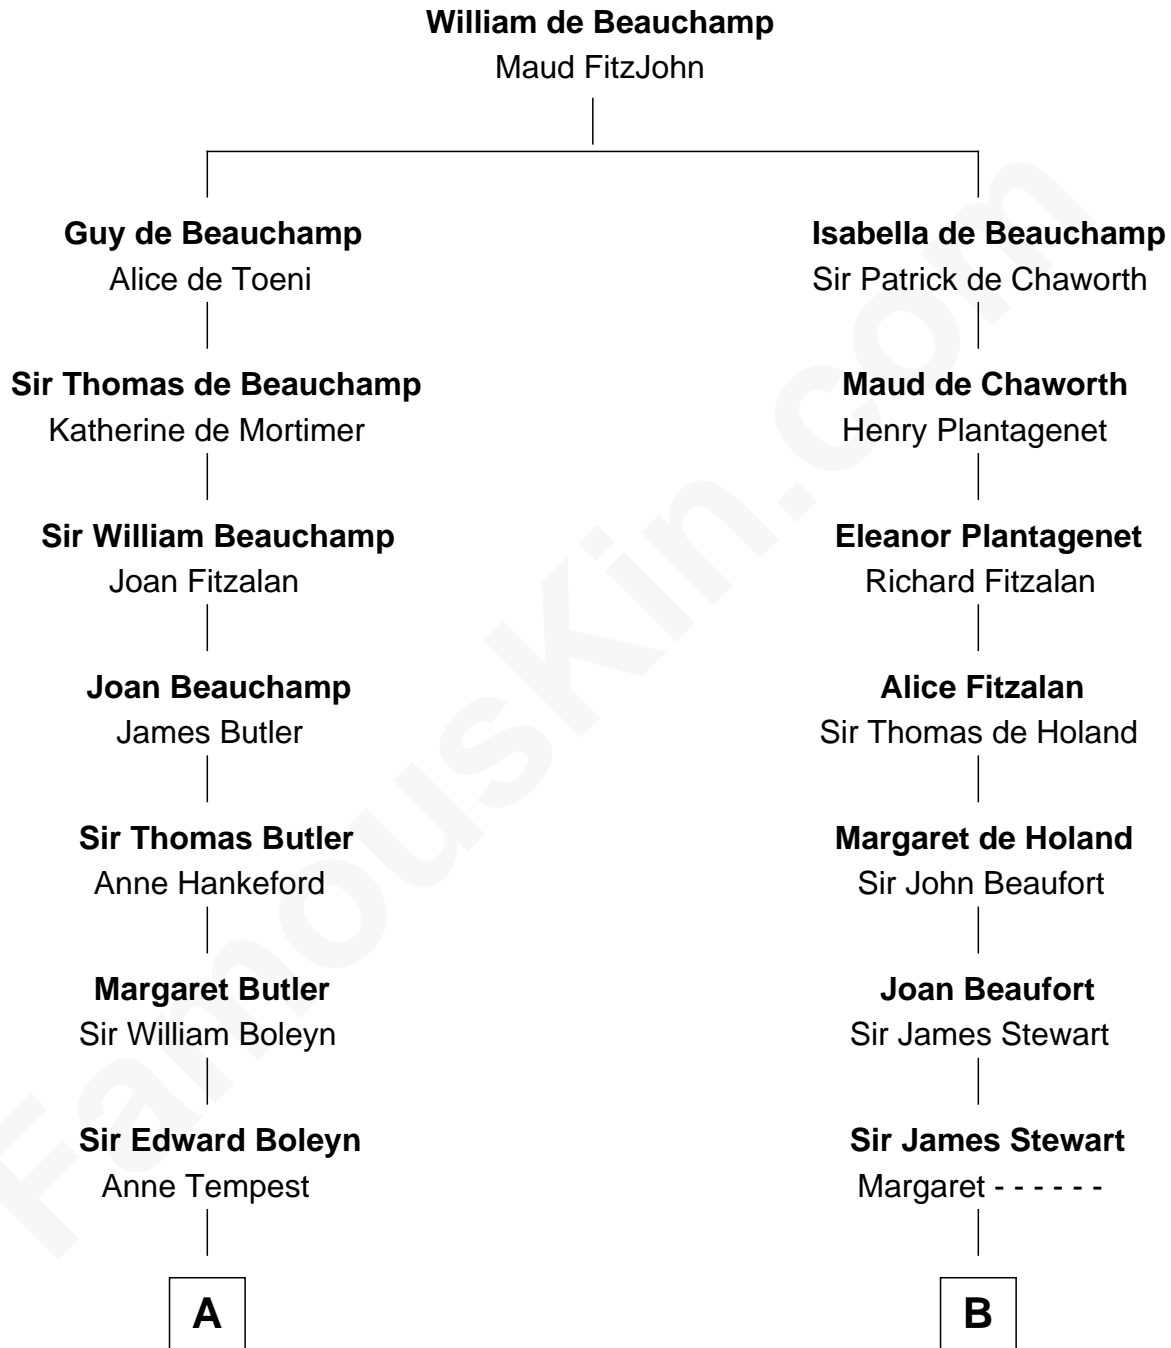 William de Beauchamp
Maud FitzJohn
Guy de Beauchamp
Alice de Toeni
Isabella de Beauchamp
Sir Patrick de Chaworth
Sir Thomas de Beauchamp
Katherine de Mortimer
Maud de Chaworth
Henry Plantagenet
Sir William Beauchamp
Joan Fitzalan
Eleanor Plantagenet
Richard Fitzalan
Joan Beauchamp
James Butler
Alice Fitzalan
Sir Thomas de Holand
Sir Thomas Butler
Anne Hankeford
Margaret de Holand
Sir John Beaufort
Margaret Butler
Sir William Boleyn
Joan Beaufort
Sir James Stewart
Sir Edward Boleyn
Anne Tempest
Sir James Stewart
Margaret - - - - - -
A
B
FamousKin.com